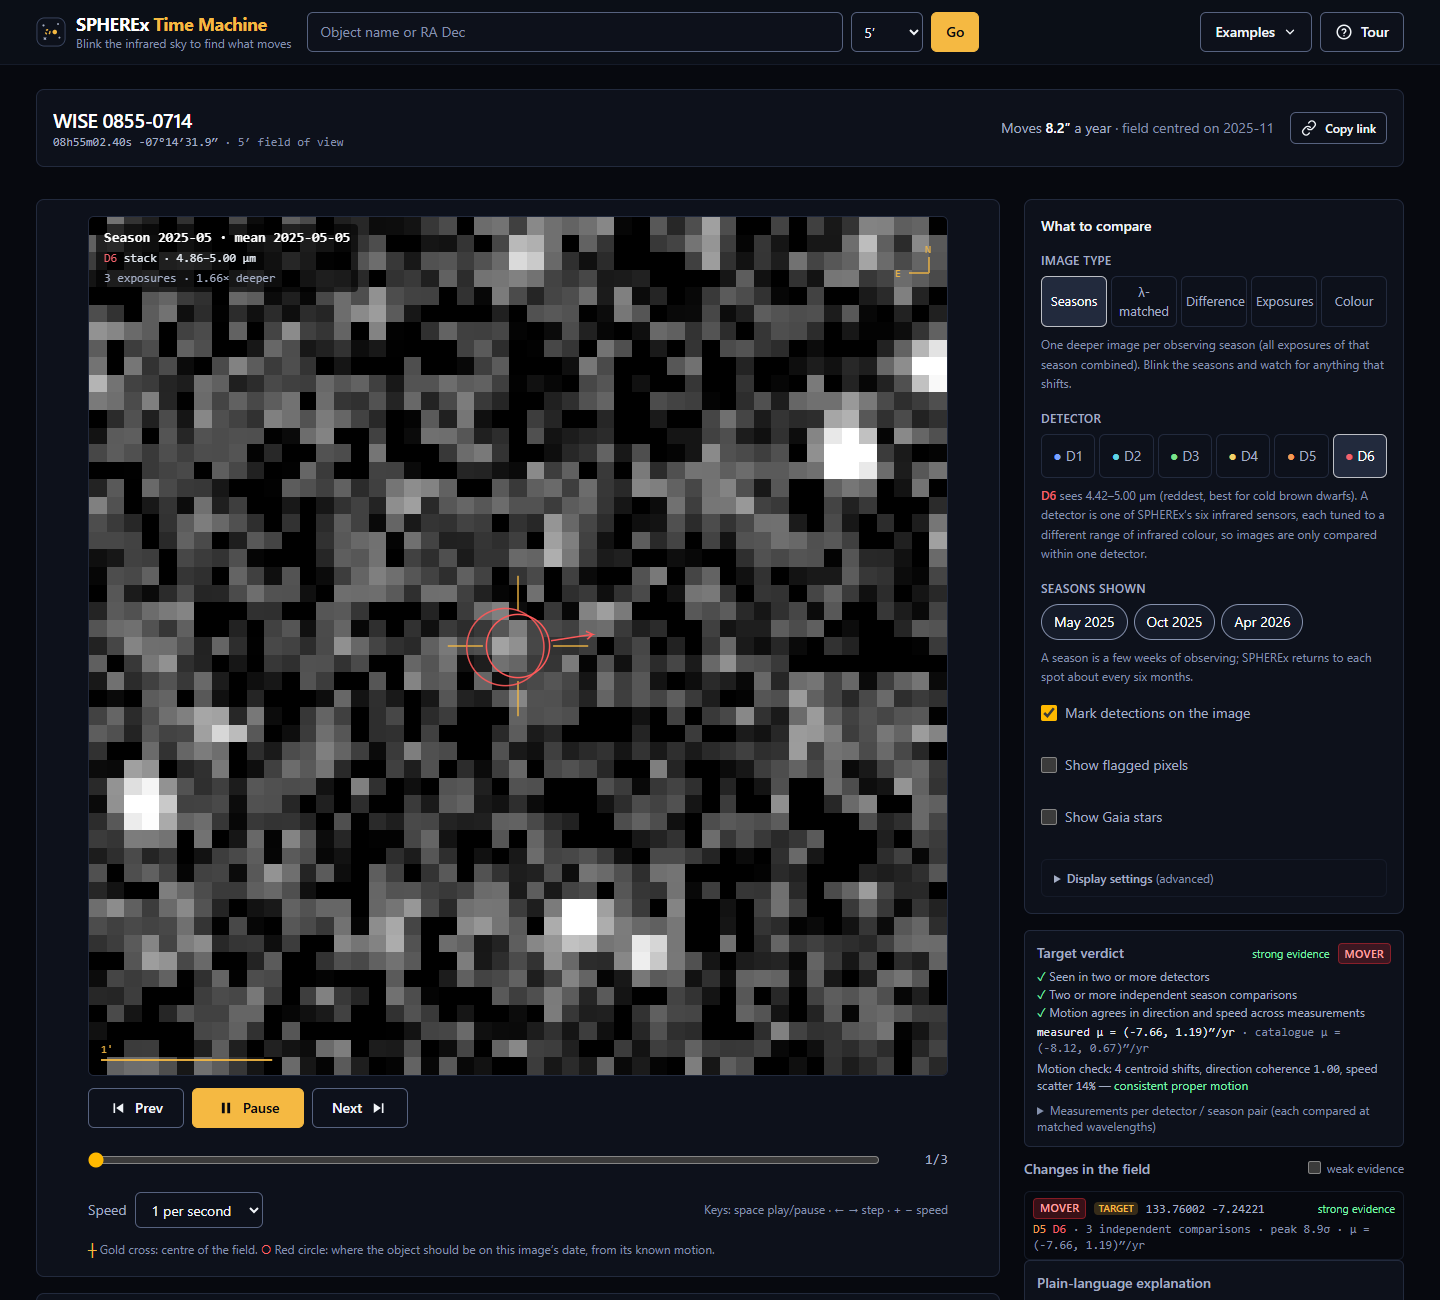 SPHEREx Time Machine
Blink the infrared sky to find what moves
Object name or RA Dec
5′
Go
Examples
Tour
WISE 0855-0714
08h55m02.40s -07°14′31.9″ · 5′ field of view
Moves 8.2″ a year · field centred on 2025-11
Copy link
Season 2025-05 · mean 2025-05-05
D6 stack · 4.86–5.00 µm
3 exposures · 1.66× deeper
N
E
1'
Prev
Pause
Next
1/3
Speed
1 per second
Keys: space play/pause · ← → step · + − speed
Gold cross: centre of the field. Red circle: where the object should be on this image's date, from its known motion.
What to compare
IMAGE TYPE
Seasons
λ-
matched
Difference
Exposures
Colour
One deeper image per observing season (all exposures of that
season combined). Blink the seasons and watch for anything that
shifts.
DETECTOR
D1
D2
D3
D4
D5
D6
D6 sees 4.42–5.00 µm (reddest, best for cold brown dwarfs). A
detector is one of SPHEREx's six infrared sensors, each tuned to a
different range of infrared colour, so images are only compared
within one detector.
SEASONS SHOWN
May 2025
Oct 2025
Apr 2026
A season is a few weeks of observing; SPHEREx returns to each
spot about every six months.
Mark detections on the image
Show flagged pixels
Show Gaia stars
Display settings (advanced)
Target verdict
strong evidence
MOVER
✓ Seen in two or more detectors
✓ Two or more independent season comparisons
✓ Motion agrees in direction and speed across measurements
measured µ = (-7.66, 1.19)″/yr · catalogue µ =
(-8.12, 0.67)″/yr
Motion check: 4 centroid shifts, direction coherence 1.00, speed
scatter 14% — consistent proper motion
Measurements per detector / season pair (each compared at
matched wavelengths)
Changes in the field
weak evidence
MOVER TARGET 133.76002 -7.24221 strong evidence
D5 D6 · 3 independent comparisons · peak 8.9σ · µ =
(-7.66, 1.19)″/yr
Plain-language explanation